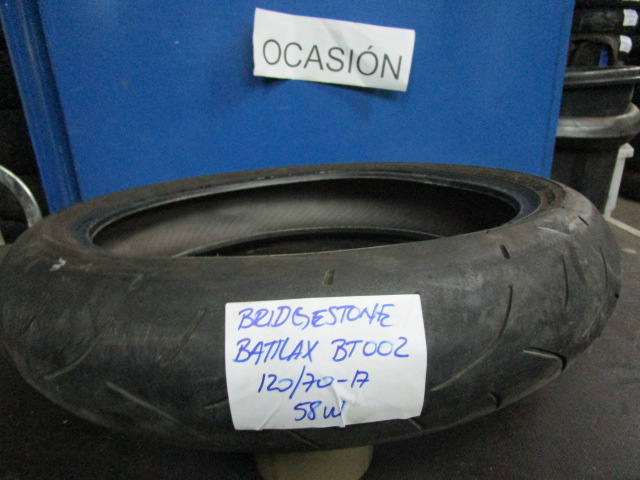 OCASIÓN
BRIDGESTONE
BATTLAX BT002
120/70-17
58W